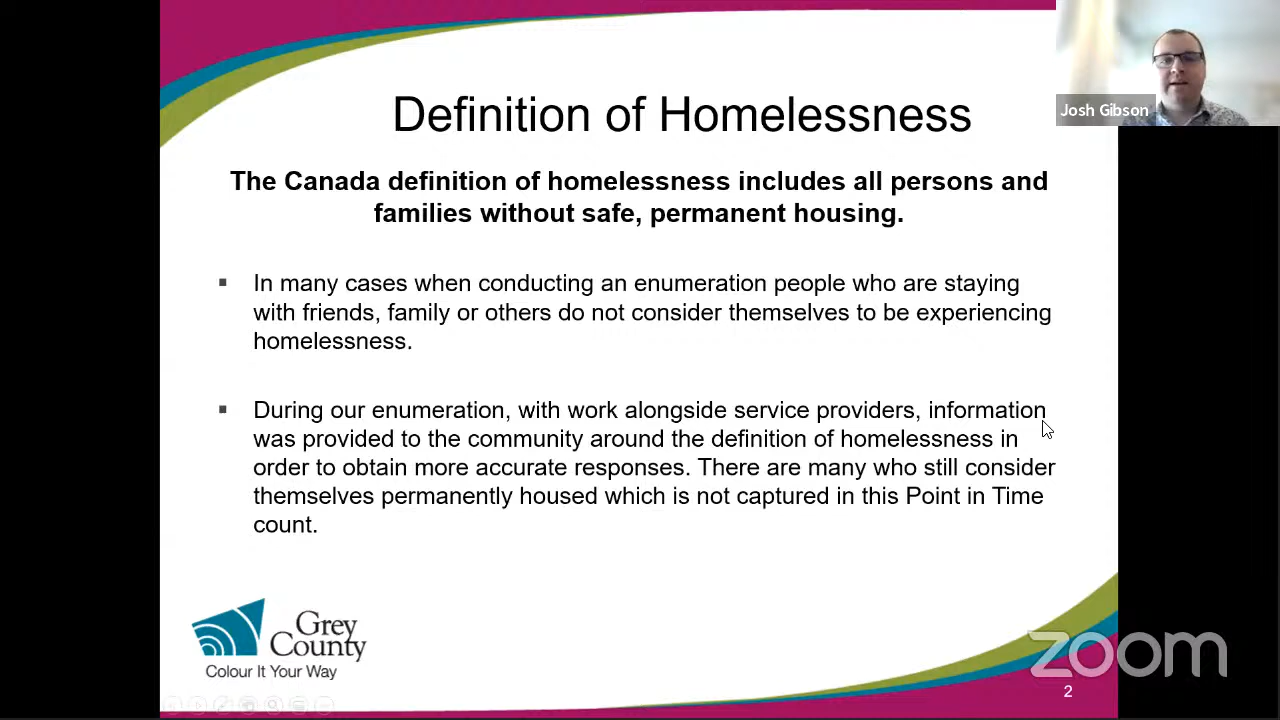 Josh Gibson
Definition of Homelessness
The Canada definition of homelessness includes all persons and
families without safe, permanent housing.
In many cases when conducting an enumeration people who are staying
with friends, family or others do not consider themselves to be experiencing
homelessness.
During our enumeration, with work alongside service providers, information
was provided to the community around the definition of homelessness in
order to obtain more accurate responses. There are many who still consider
themselves permanently housed which is not captured in this Point in Time
count.
Grey
County
Colour It Your Way
zoom
2